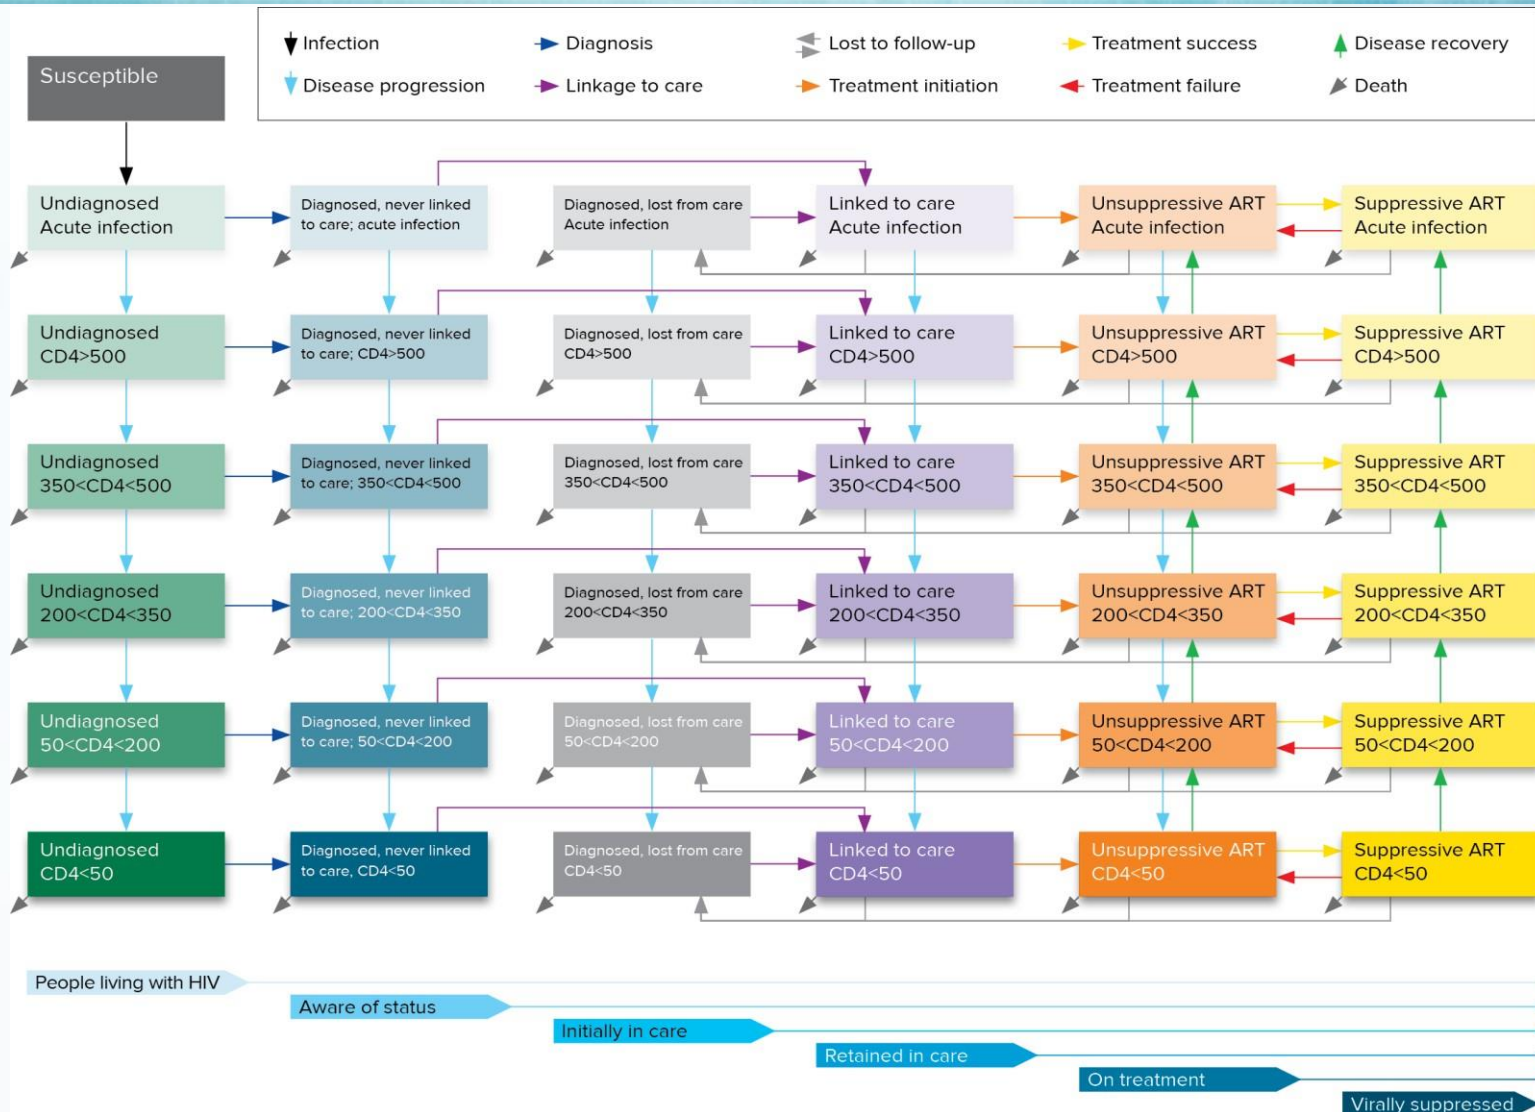 Infection
Diagnosis
Lost to follow-up
Treatment success
Disease recovery
Disease progression
Linkage to care
Treatment initiation
Treatment failure
Death
Susceptible
Undiagnosed
Acute infection
Diagnosed, never linked
to care; acute infection
Diagnosed, lost from care
Acute infection
Linked to care
Acute infection
Unsuppressive ART
Acute infection
Suppressive ART
Acute infection
Undiagnosed
CD4>500
Diagnosed, never linked
to care; CD4>500
Diagnosed, lost from care
CD4>500
Linked to care
CD4>500
Unsuppressive ART
CD4>500
Suppressive ART
CD4>500
Undiagnosed
350<CD4<500
Diagnosed, never linked
to care; 350<CD4<500
Diagnosed, lost from care
350<CD4<500
Linked to care
350<CD4<500
Unsuppressive ART
350<CD4<500
Suppressive ART
350<CD4<500
Undiagnosed
200<CD4<350
Diagnosed, never linked
to care; 200<CD4<350
Diagnosed, lost from care
200<CD4<350
Linked to care
200<CD4<350
Unsuppressive ART
200<CD4<350
Suppressive ART
200<CD4<350
Undiagnosed
50<CD4<200
Diagnosed, never linked
to care; 50<CD4<200
Diagnosed, lost from care
50<CD4<200
Linked to care
50<CD4<200
Unsuppressive ART
50<CD4<200
Suppressive ART
50<CD4<200
Undiagnosed
CD4<50
Diagnosed, never linked
to care, CD4<50
Diagnosed, lost from care
CD4<50
Linked to care
CD4<50
Unsuppressive ART
CD4<50
Suppressive ART
CD4<50
People living with HIV
Aware of status
Initially in care
Retained in care
On treatment
Virally suppressed